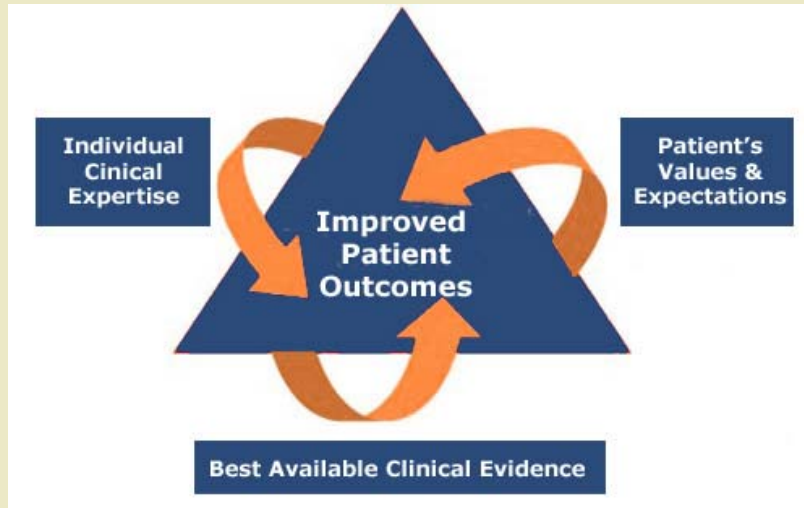 Individual
Cinical
Expertise
Patient's
Values &
Expectations
Improved
Patient
Outcomes
Best Available Clinical Evidence